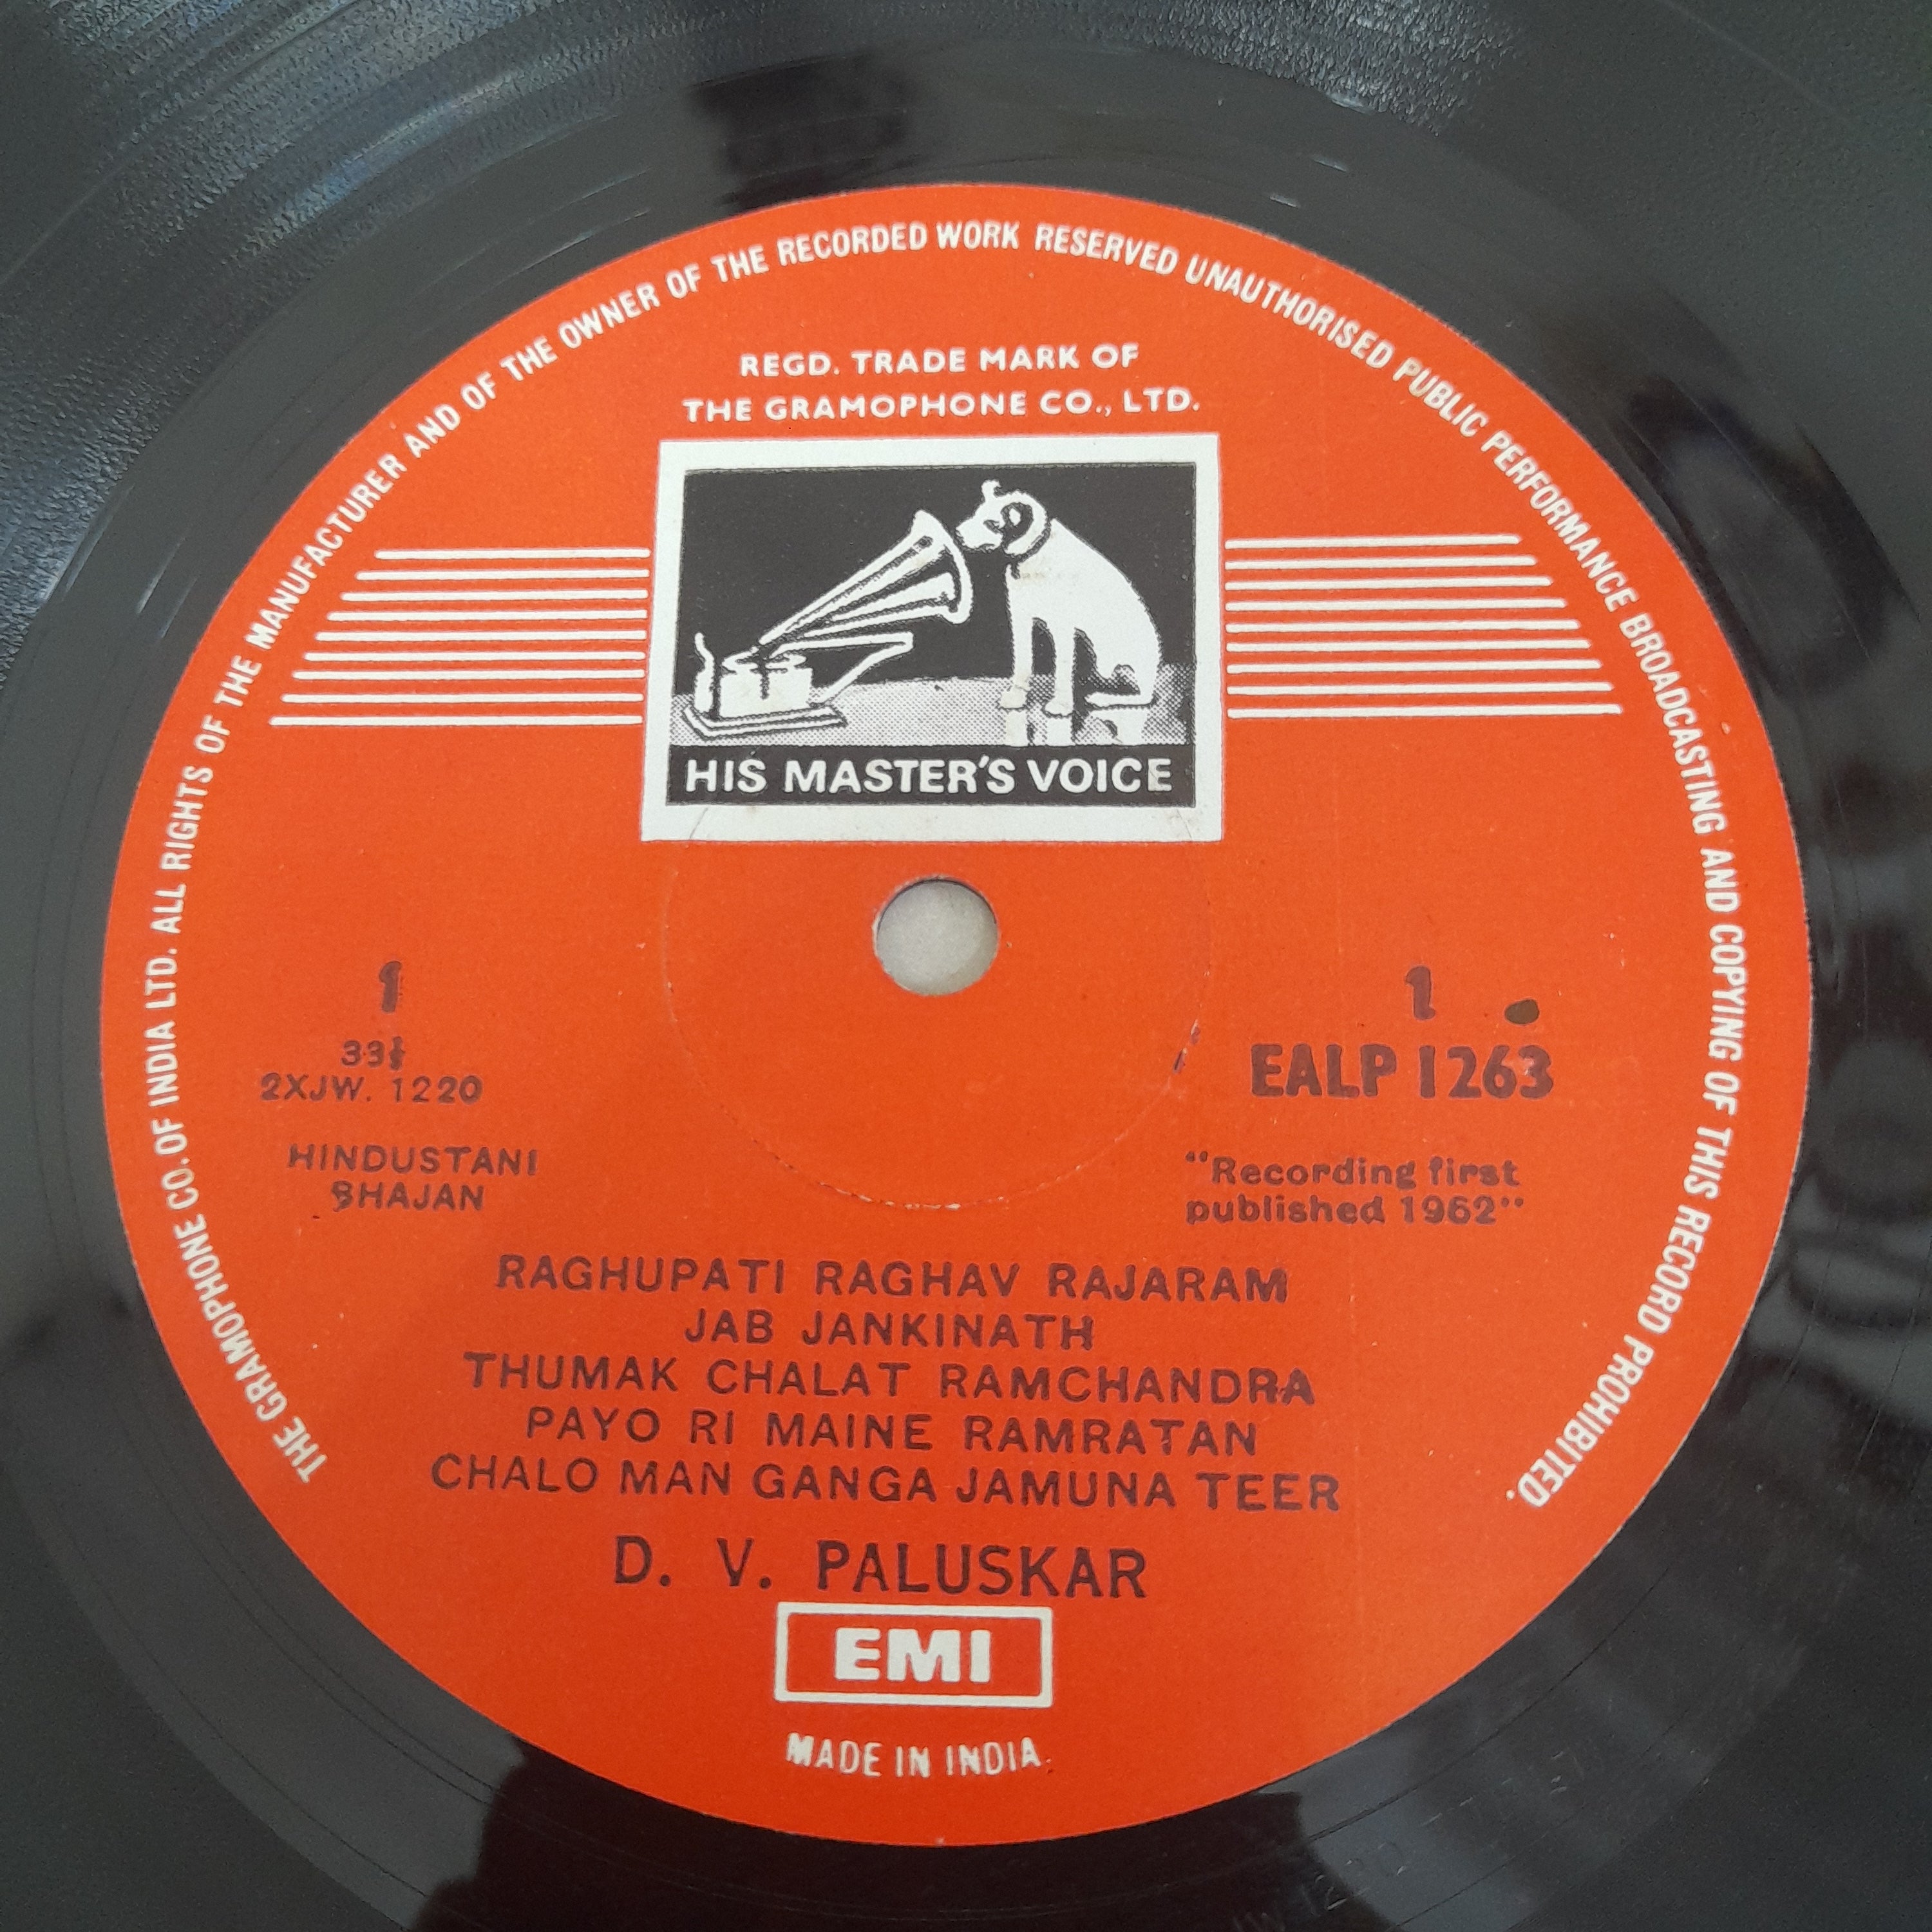 THE GRAMOPHONE CO. OF INDIA LTD. ALL RIGHTS OF THE MANUFACTURER AND OF THE OWNER OF THE RECORDED WORK RESERVED UNAUTHORISED PUBLIC PERFORMANCE BROADCASTING AND COPYING OF THIS RECORD PROHIBITED.
REGD. TRADE MARK OF
THE GRAMOPHONE CO., LTD.
HIS MASTER'S VOICE
1
33⅓
2XJW. 1220
HINDUSTANI
BHAJAN
1
EALP 1263
"Recording first
published 1962"
RAGHUPATI RAGHAV RAJARAM
JAB JANKINATH
THUMAK CHALAT RAMCHANDRA
PAYO RI MAINE RAMRATAN
CHALO MAN GANGA JAMUNA TEER
D. V. PALUSKAR
EMI
MADE IN INDIA.